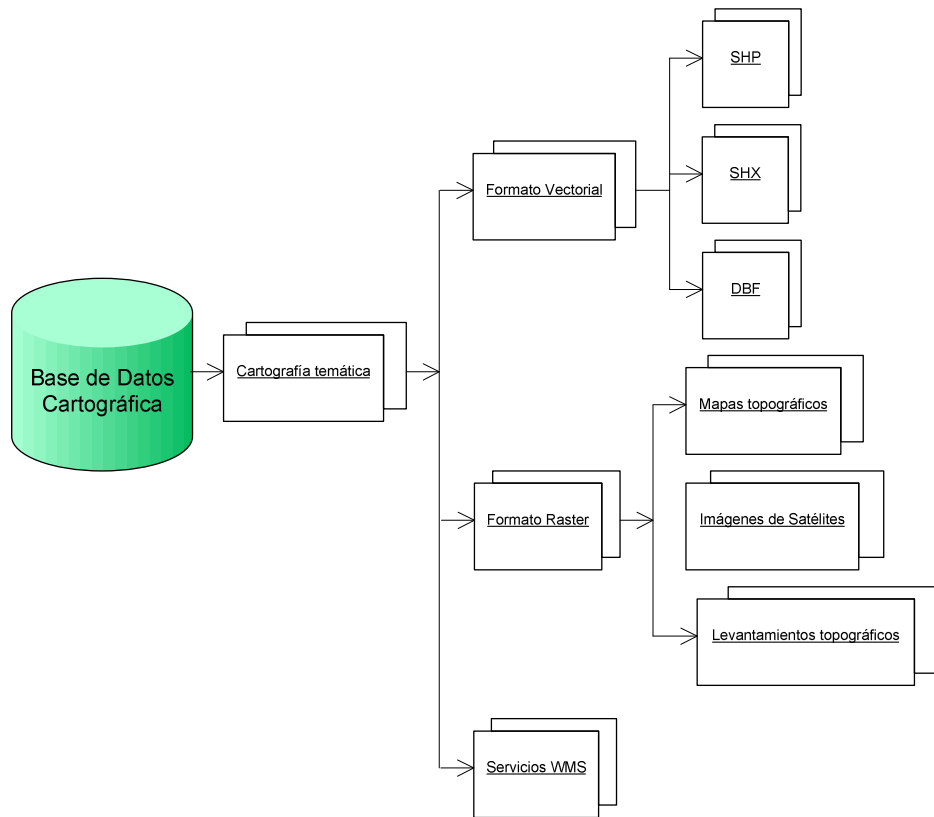 Base de Datos
Cartográfica
Cartografía temática
Formato Vectorial
SHP
SHX
DBF
Formato Raster
Mapas topográficos
Imágenes de Satélites
Levantamientos topográficos
Servicios WMS